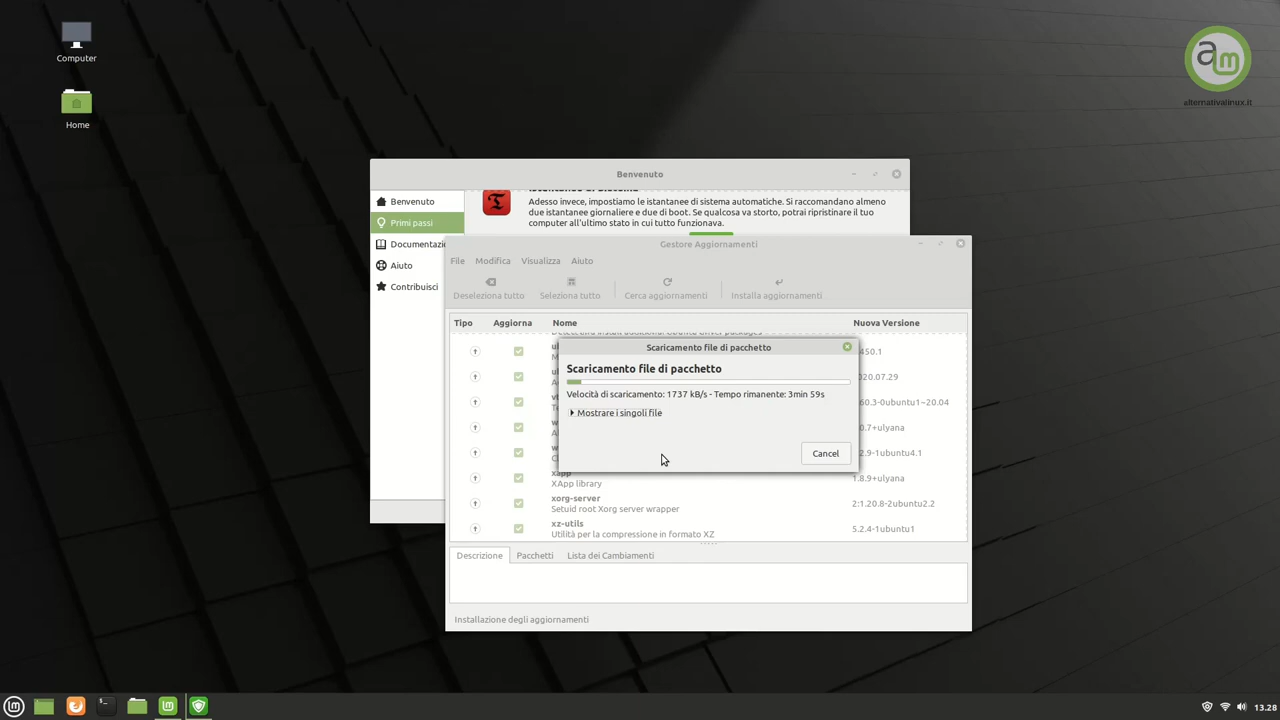 Computer
Home
alternativalinux.it
Benvenuto
Benvenuto
Primi passi
Documentazi
Aiuto
Contribuisci
Istantanee di Sistema
Adesso invece, impostiamo le istantanee di sistema automatiche. Si raccomandano almeno
due istantanee giornaliere e due di boot. Se qualcosa va storto, potrai ripristinare il tuo
computer all'ultimo stato in cui tutto funzionava.
Gestore Aggiornamenti
File Modifica Visualizza Aiuto
Deseleziona tutto Seleziona tutto Cerca aggiornamenti Installa aggiornamenti
Tipo Aggiorna Nome Nuova Versione
Scaricamento file di pacchetto
Scaricamento file di pacchetto
Velocità di scaricamento: 1737 kB/s - Tempo rimanente: 3min 59s
Mostrare i singoli file
Cancel
450.1
020.07.29
60.3-0ubuntu1~20.04
0.7+ulyana
2.9-1ubuntu4.1
xapp
XApp library
1.8.9+ulyana
xorg-server
Setuid root Xorg server wrapper
2:1.20.8-2ubuntu2.2
xz-utils
Utilità per la compressione in formato XZ
5.2.4-1ubuntu1
Descrizione Pacchetti Lista dei Cambiamenti
Installazione degli aggiornamenti
13.28